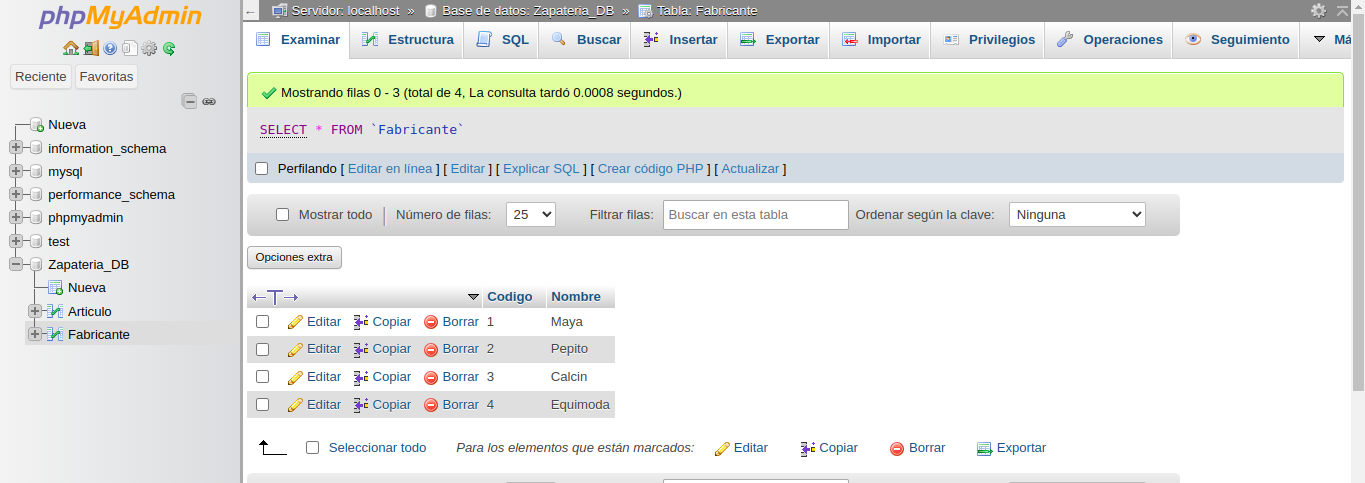 phpMyAdmin
Reciente Favoritas
Nueva
information_schema
mysql
performance_schema
phpmyadmin
test
Zapateria_DB
Nueva
Articulo
Fabricante
← Servidor: localhost » Base de datos: Zapateria_DB » Tabla: Fabricante
Examinar Estructura SQL Buscar Insertar Exportar Importar Privilegios Operaciones Seguimiento Má
Mostrando filas 0 - 3 (total de 4, La consulta tardó 0.0008 segundos.)
SELECT * FROM `Fabricante`
Perfilando [ Editar en línea ] [ Editar ] [ Explicar SQL ] [ Crear código PHP ] [ Actualizar ]
Mostrar todo | Número de filas: 25 Filtrar filas: Buscar en esta tabla Ordenar según la clave: Ninguna
Opciones extra
←T→ Codigo Nombre
Editar Copiar Borrar 1 Maya
Editar Copiar Borrar 2 Pepito
Editar Copiar Borrar 3 Calcin
Editar Copiar Borrar 4 Equimoda
Seleccionar todo Para los elementos que están marcados: Editar Copiar Borrar Exportar